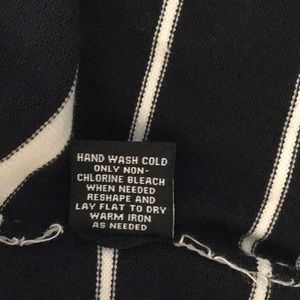 HAND WASH COLD
ONLY NON-
CHLORINE BLEACH
WHEN NEEDED
RESHAPE AND
LAY FLAT TO DRY
WARM IRON
AS NEEDED